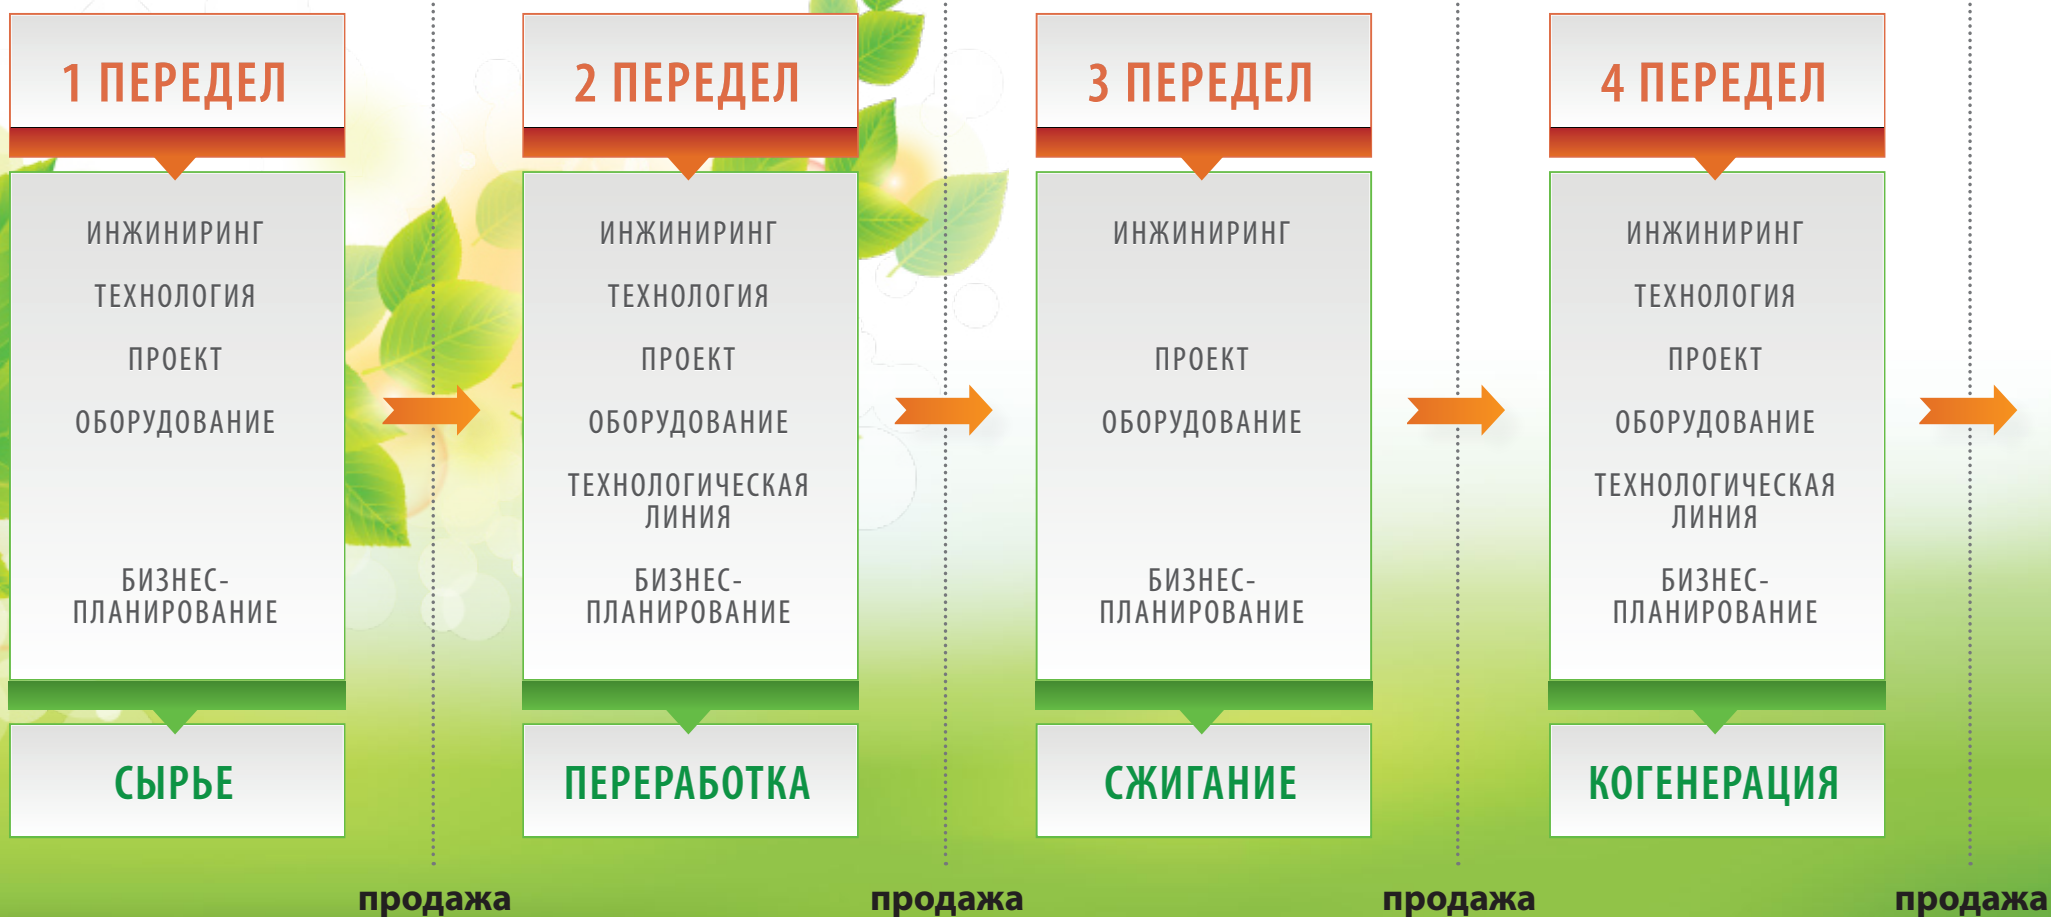 1 ПЕРЕДЕЛ
ИНЖИНИРИНГ
ТЕХНОЛОГИЯ
ПРОЕКТ
ОБОРУДОВАНИЕ
БИЗНЕС-
ПЛАНИРОВАНИЕ
СЫРЬЕ
продажа
2 ПЕРЕДЕЛ
ИНЖИНИРИНГ
ТЕХНОЛОГИЯ
ПРОЕКТ
ОБОРУДОВАНИЕ
ТЕХНОЛОГИЧЕСКАЯ
ЛИНИЯ
БИЗНЕС-
ПЛАНИРОВАНИЕ
ПЕРЕРАБОТКА
продажа
3 ПЕРЕДЕЛ
ИНЖИНИРИНГ
ПРОЕКТ
ОБОРУДОВАНИЕ
БИЗНЕС-
ПЛАНИРОВАНИЕ
СЖИГАНИЕ
продажа
4 ПЕРЕДЕЛ
ИНЖИНИРИНГ
ТЕХНОЛОГИЯ
ПРОЕКТ
ОБОРУДОВАНИЕ
ТЕХНОЛОГИЧЕСКАЯ
ЛИНИЯ
БИЗНЕС-
ПЛАНИРОВАНИЕ
КОГЕНЕРАЦИЯ
продажа